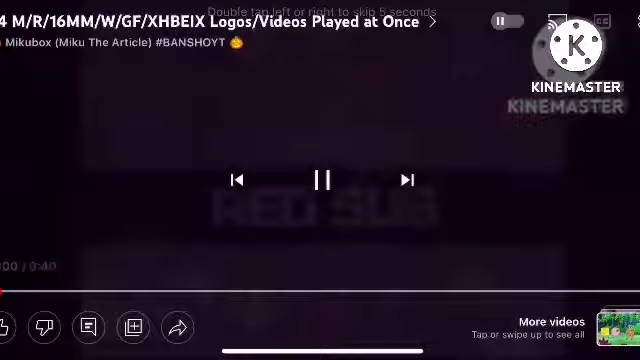 Double tap left or right to skip 5 seconds
4 M/R/16MM/W/GF/XHBEIX Logos/Videos Played at Once
Mikubox (Miku The Article) #BANSHOYT 🎃
CC
K
KINEMASTER
KINEMASTER
RED SUS
:00 / 0:40
More videos
Tap or swipe up to see all